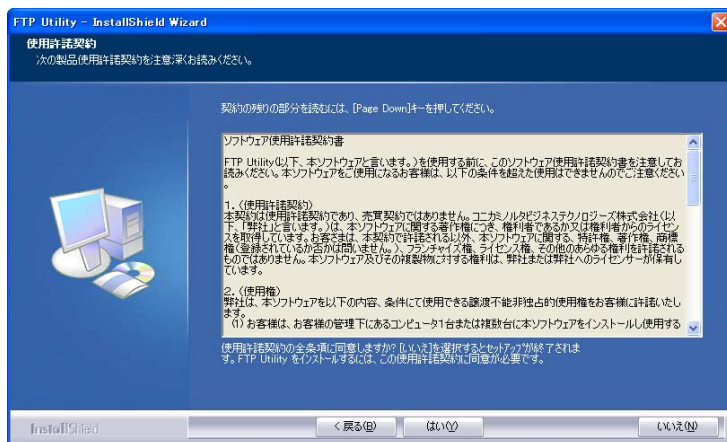 FTP Utility - InstallShield Wizard
使用許諾契約
次の製品使用許諾契約を注意深くお読みください。
契約の残りの部分を読むには、[Page Down]キーを押してください。
ソフトウェア使用許諾契約書
FTP Utility(以下、本ソフトウェアと言います。)を使用する前に、このソフトウェア使用許諾契約書を注意してお
読みください。本ソフトウェアをご使用になるお客様は、以下の条件を超えた使用はできませんのでご注意ください
。
1. (使用許諾契約)
本契約は使用許諾契約であり、売買契約ではありません。コニカミノルタビジネステクノロジーズ株式会社(以
下、「弊社」と言います。)は、本ソフトウェアに関する著作権につき、権利者であるか又は権利者からのライセン
スを取得しています。お客さまは、本契約で許諾される以外、本ソフトウェアに関する、特許権、著作権、商標
権(登録されているか否かは問いません。)、フランチャイズ権、ライセンス権、その他のあらゆる権利を許諾される
ものではありません。本ソフトウェア及びその複製物に対する権利は、弊社または弊社へのライセンサーが保有し
ています。
2. (使用権)
弊社は、本ソフトウェアを以下の内容、条件にて使用できる譲渡不能非独占的使用権をお客様に許諾いたし
ます。
(1) お客様は、お客様の管理下にあるコンピュータ1台または複数台に本ソフトウェアをインストールし使用する
使用許諾契約の全条項に同意しますか? [いいえ]を選択するとセットアップが終了されま
す。FTP Utility をインストールするには、この使用許諾契約に同意が必要です。
InstallShield
< 戻る(B)
はい(Y)
いいえ(N)